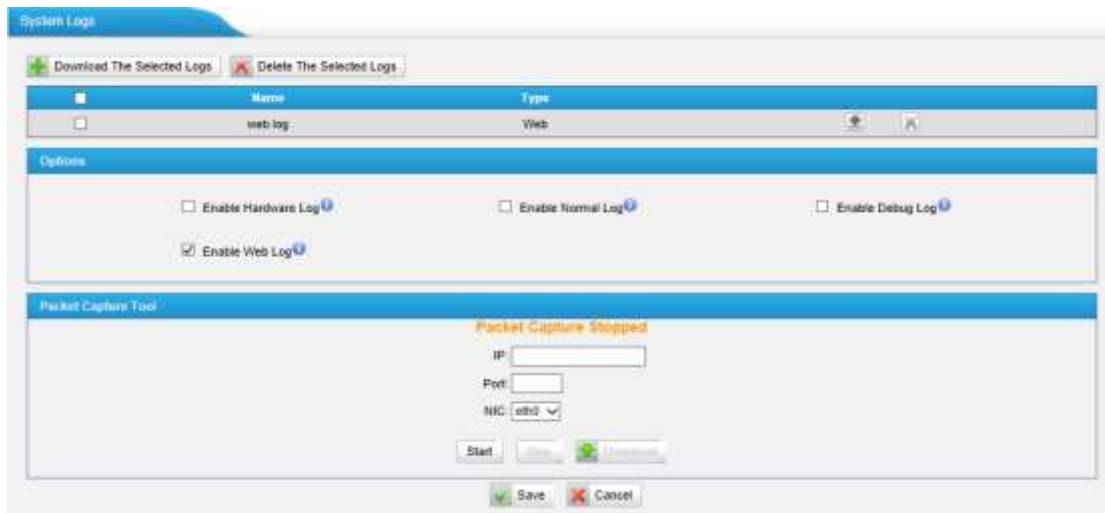 System Logs
Download The Selected Logs Delete The Selected Logs
Name Type
web log Web
Options
Enable Hardware Log Enable Normal Log Enable Debug Log
Enable Web Log
Packet Capture Tool
Packet Capture Stopped
IP:
Port:
NIC: eth0
Start Stop Download
Save Cancel